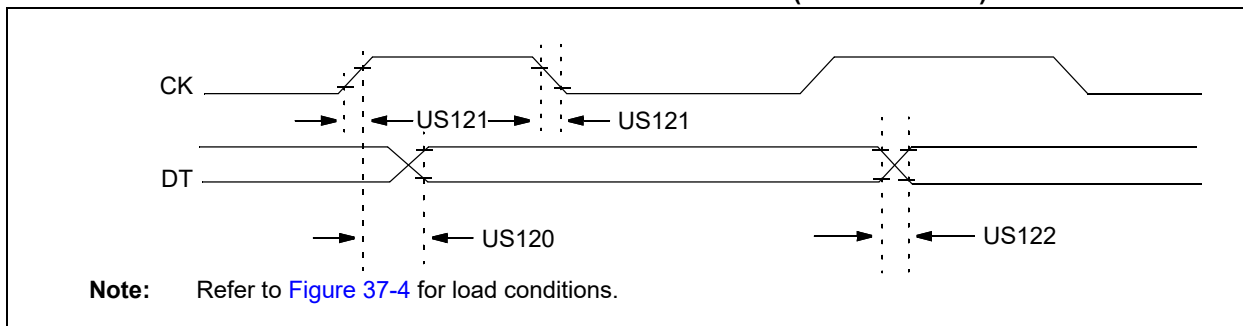 CK
US121
US121
DT
US120
US122
Note: Refer to Figure 37-4 for load conditions.